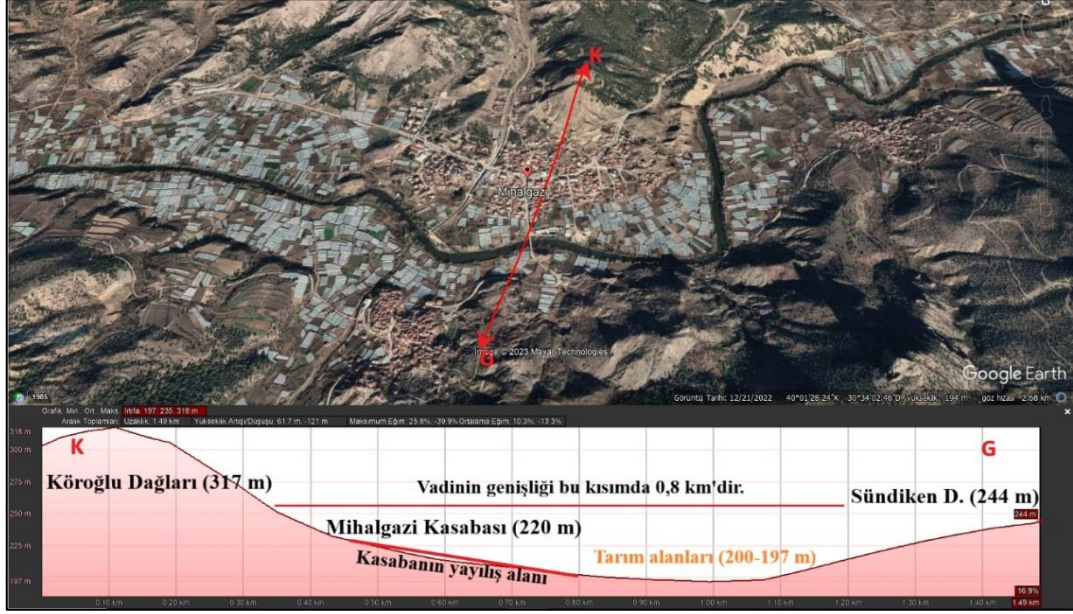 K
Mihalgazi
G
Image © 2023 Maxar Technologies
Google Earth
1985
Görüntü Tarihi: 12/21/2022 40°01'28.24"K -30°34'02.46"D yükseklik 194 m göz hizası 2.68 km
Grafik: Min., Ort., Maks. İrtifa: 197, 235, 318 m
Aralık Toplamları: Uzaklık: 1.49 km Yükseklik Artışı/Düşüşü: 61.7 m, -121 m Maksimum Eğim: 25.8%, -39.9% Ortalama Eğim: 10.3%, -13.3%
318 m
K
G
300 m
Köroğlu Dağları (317 m)
Vadinin genişliği bu kısımda 0,8 km'dir.
Sündiken D. (244 m)
275 m
250 m
244 m
Mihalgazi Kasabası (220 m)
225 m
Kasabanın yayılış alanı
Tarım alanları (200-197 m)
197 m
16.9%
0.10 km 0.20 km 0.30 km 0.40 km 0.50 km 0.60 km 0.70 km 0.80 km 0.90 km 1.00 km 1.10 km 1.20 km 1.30 km 1.40 km 1.49 km